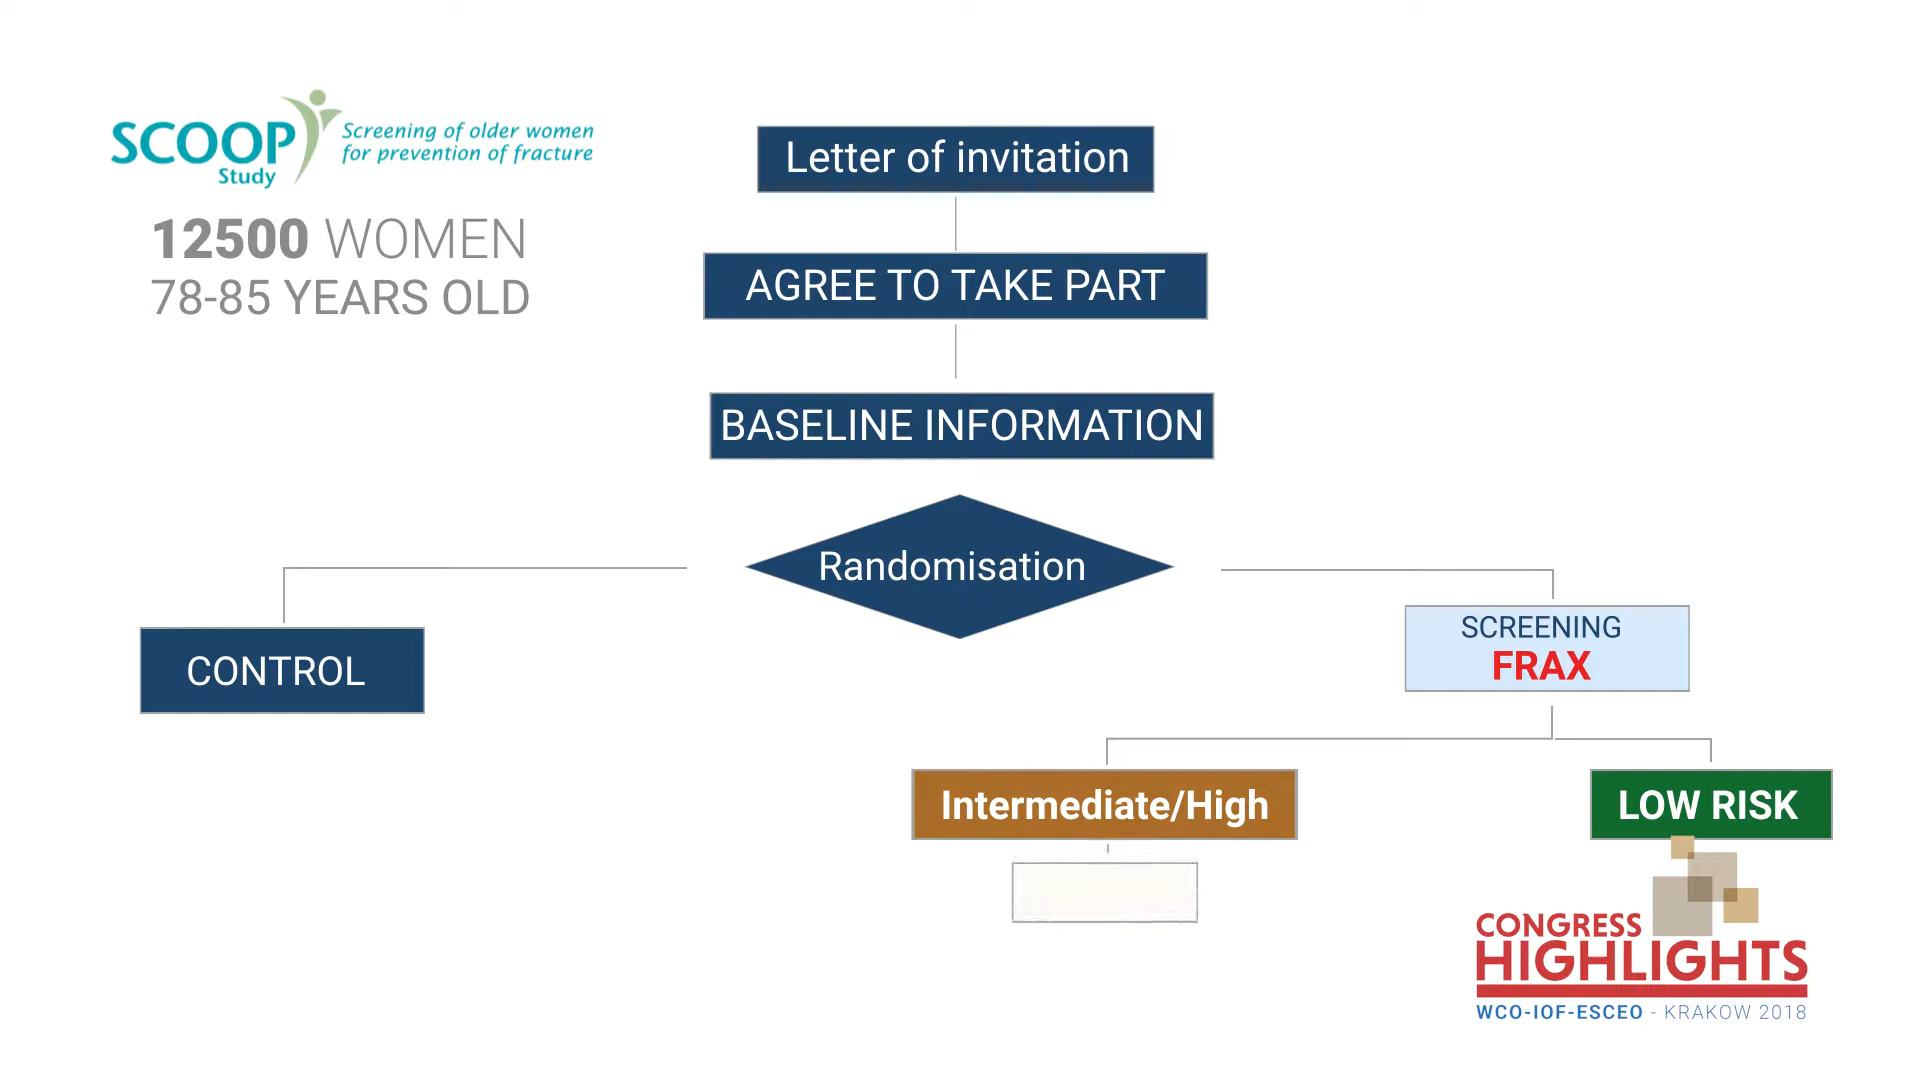 SCOOP
Study
Screening of older women
for prevention of fracture
12500 WOMEN
78-85 YEARS OLD
Letter of invitation
AGREE TO TAKE PART
BASELINE INFORMATION
Randomisation
CONTROL
SCREENING
FRAX
Intermediate/High
LOW RISK
CONGRESS
HIGHLIGHTS
WCO-IOF-ESCEO - KRAKOW 2018